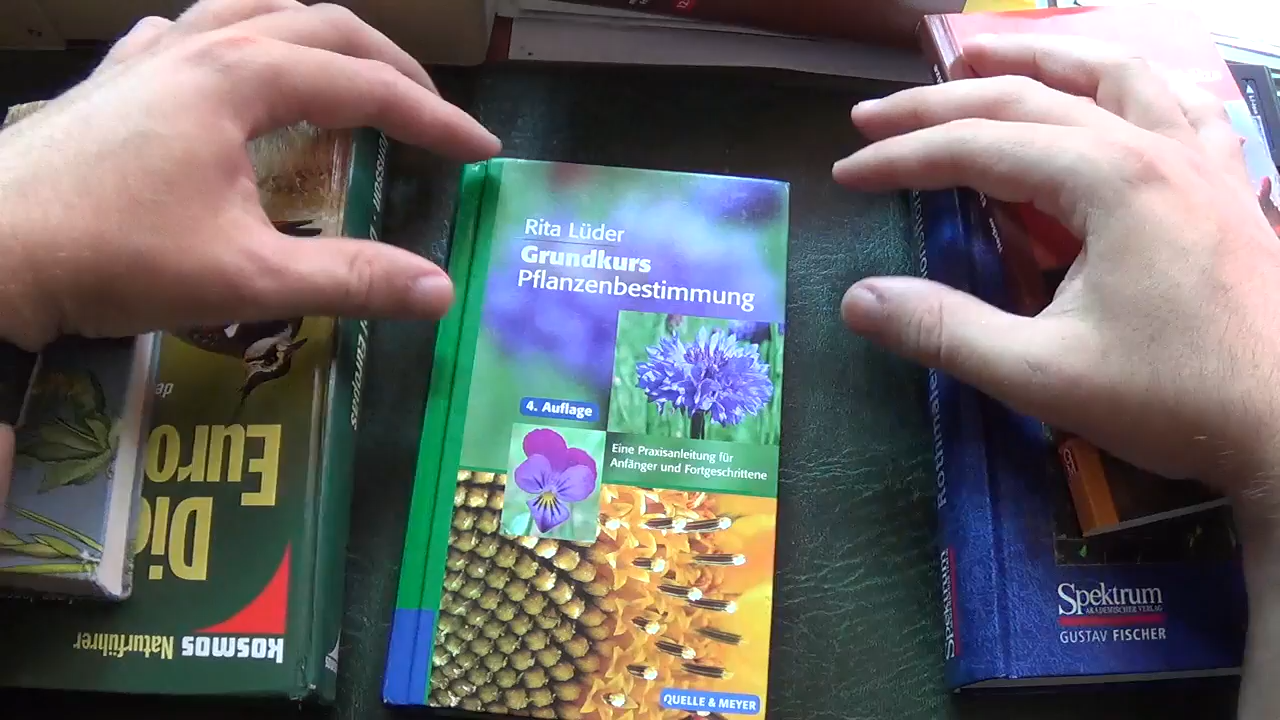 Rita Lüder
Grundkurs
Pflanzenbestimmung
4. Auflage
Eine Praxisanleitung für
Anfänger und Fortgeschrittene
QUELLE & MEYER
Die
Euro
KOSMOS Naturführer
Spektrum
AKADEMISCHER VERLAG
GUSTAV FISCHER
Spektrum